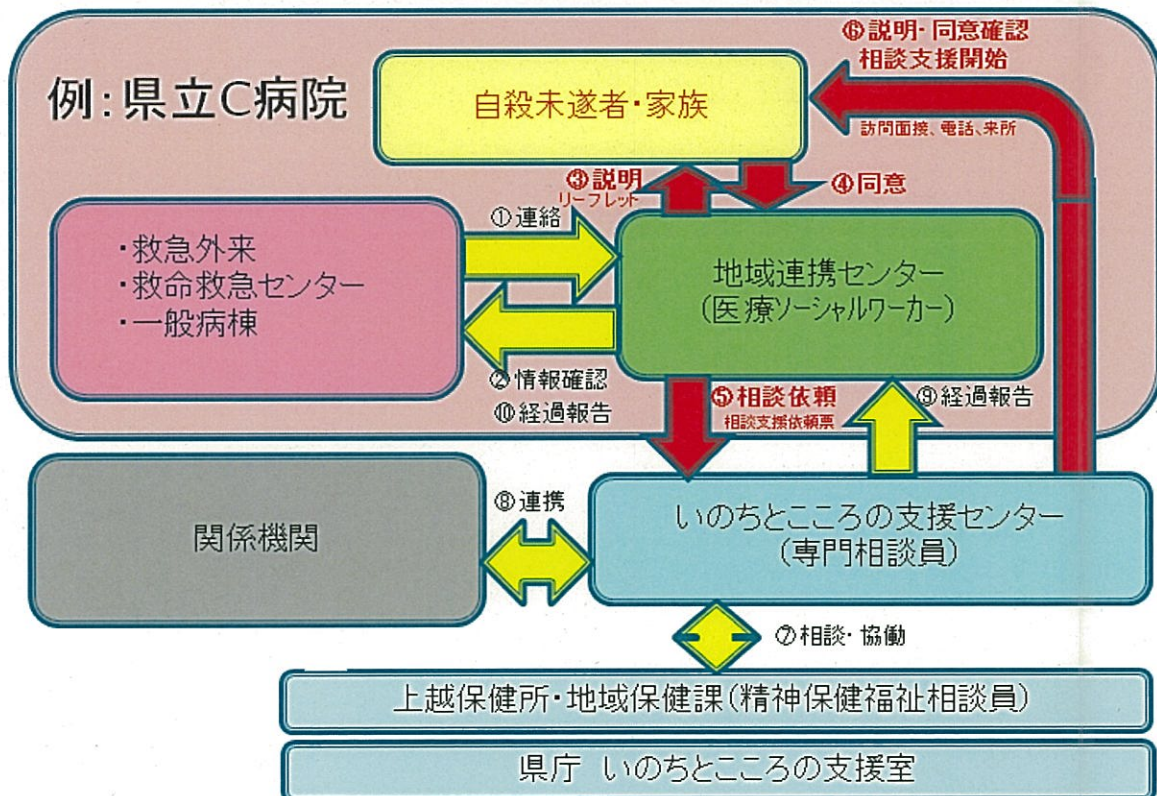 例:県立C病院
⑥説明・同意確認
相談支援開始
訪問面接、電話、来所
自殺未遂者・家族
③説明
リーフレット
④同意
①連絡
・救急外来
・救命救急センター
・一般病棟
地域連携センター
(医療ソーシャルワーカー)
②情報確認
⑩経過報告
⑤相談依頼
相談支援依頼票
⑨経過報告
関係機関
⑧連携
いのちとこころの支援センター
(専門相談員)
⑦相談・協働
上越保健所・地域保健課(精神保健福祉相談員)
県庁 いのちとこころの支援室